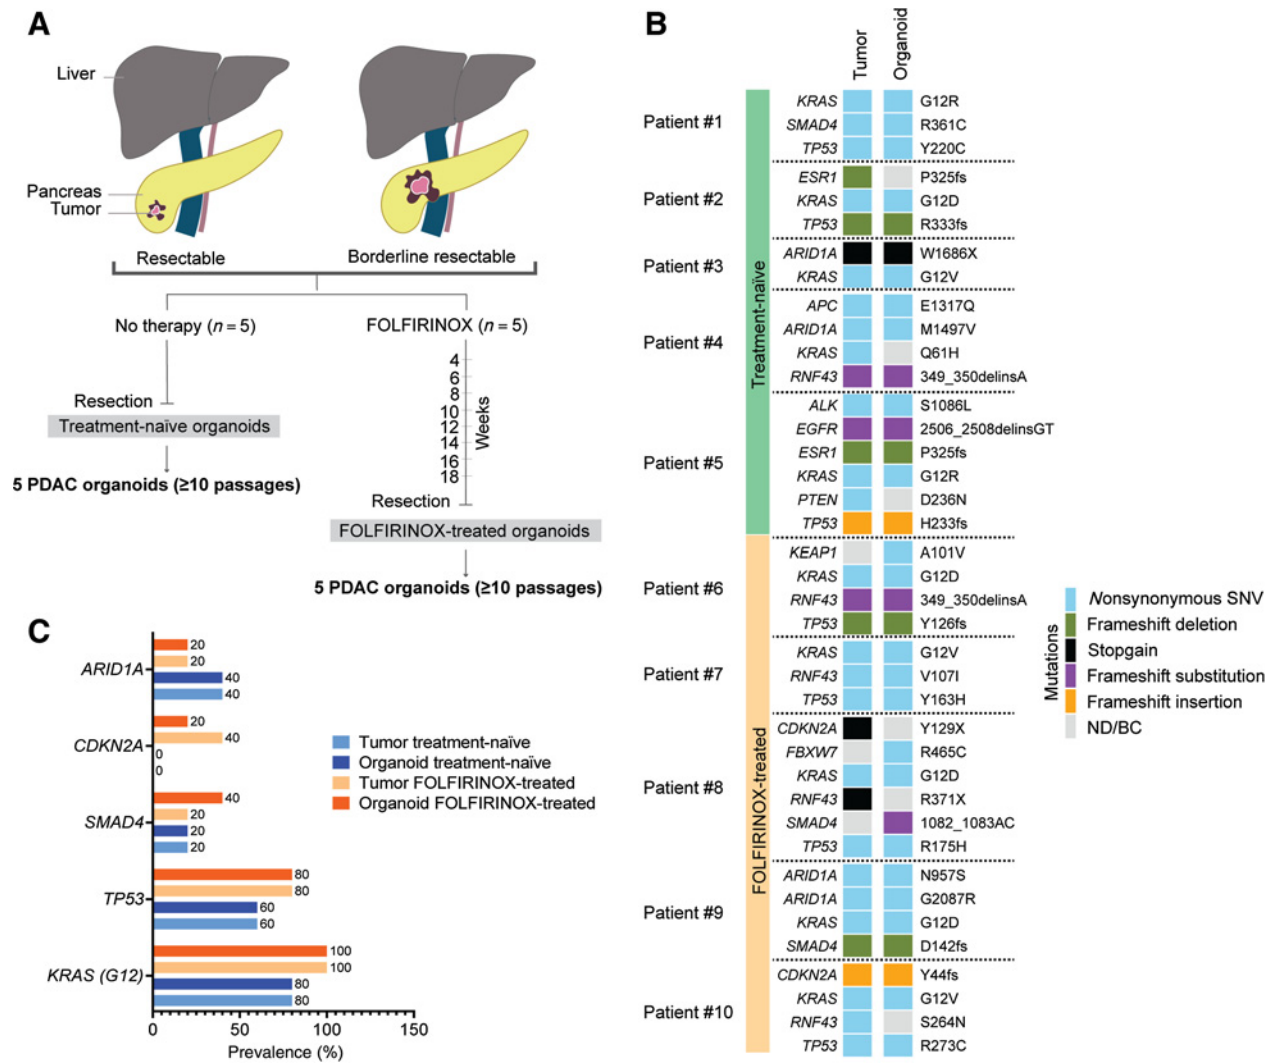 A
Liver
Pancreas
Tumor
Resectable
Borderline resectable
No therapy (n = 5)
FOLFIRINOX (n = 5)
4
6
8
10
12
14
16
18
Weeks
Resection
Treatment-naive organoids
5 PDAC organoids (≥10 passages)
Resection
FOLFIRINOX-treated organoids
5 PDAC organoids (≥10 passages)
B
Tumor
Organoid
Treatment-naïve
Patient #1
KRAS G12R
SMAD4 R361C
TP53 Y220C
Patient #2
ESR1 P325fs
KRAS G12D
TP53 R333fs
Patient #3
ARID1A W1686X
KRAS G12V
Patient #4
APC E1317Q
ARID1A M1497V
KRAS Q61H
RNF43 349_350delinsA
Patient #5
ALK S1086L
EGFR 2506_2508delinsGT
ESR1 P325fs
KRAS G12R
PTEN D236N
TP53 H233fs
FOLFIRINOX-treated
Patient #6
KEAP1 A101V
KRAS G12D
RNF43 349_350delinsA
TP53 Y126fs
Patient #7
KRAS G12V
RNF43 V107I
TP53 Y163H
Patient #8
CDKN2A Y129X
FBXW7 R465C
KRAS G12D
RNF43 R371X
SMAD4 1082_1083AC
TP53 R175H
Patient #9
ARID1A N957S
ARID1A G2087R
KRAS G12D
SMAD4 D142fs
Patient #10
CDKN2A Y44fs
KRAS G12V
RNF43 S264N
TP53 R273C
Mutations
Nonsynonymous SNV
Frameshift deletion
Stopgain
Frameshift substitution
Frameshift insertion
ND/BC
C
ARID1A
20
20
40
40
CDKN2A
20
40
0
0
SMAD4
40
20
20
20
TP53
80
80
60
60
KRAS (G12)
100
100
80
80
0 50 100 150
Prevalence (%)
Tumor treatment-naïve
Organoid treatment-naïve
Tumor FOLFIRINOX-treated
Organoid FOLFIRINOX-treated